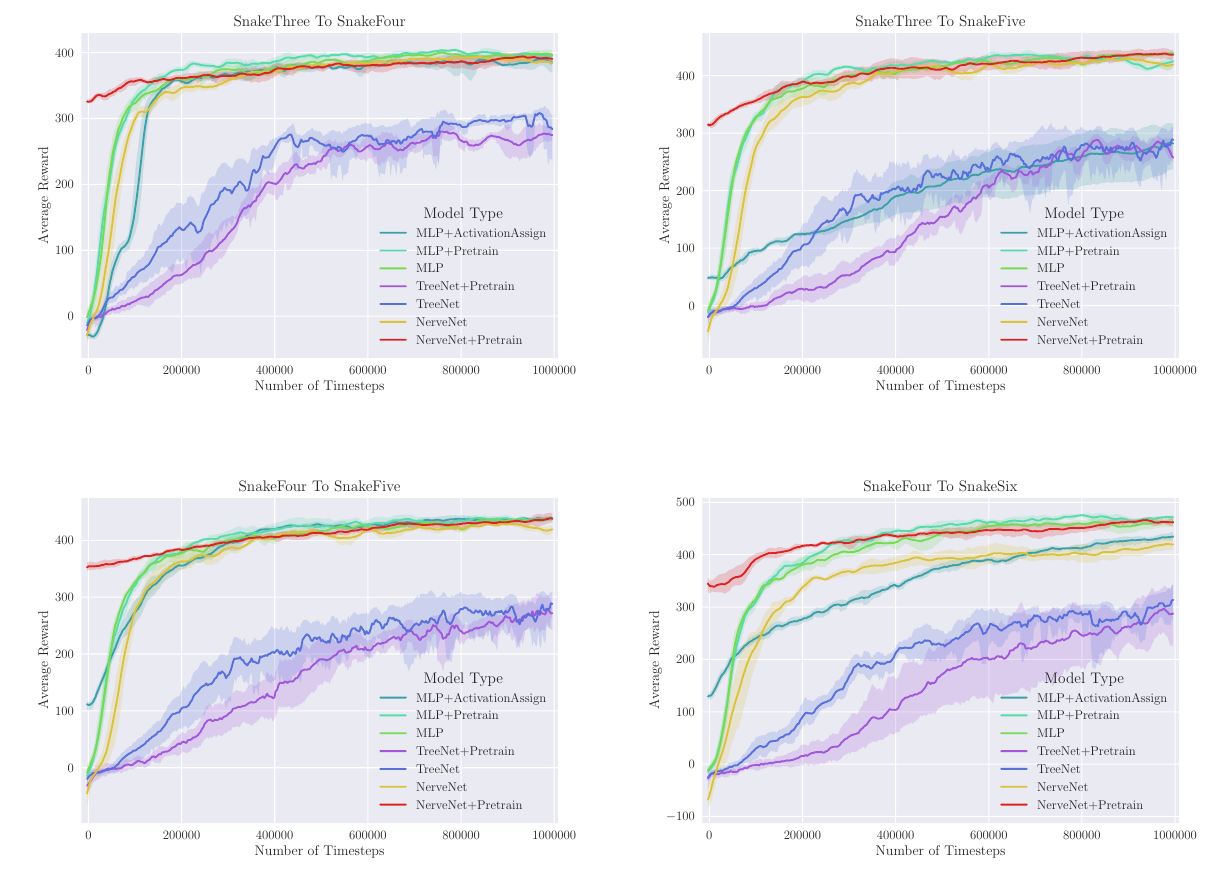 SnakeThree To SnakeFour
400
300
200
100
0
Average Reward
Model Type
MLP+ActivationAssign
MLP+Pretrain
MLP
TreeNet+Pretrain
TreeNet
NerveNet
NerveNet+Pretrain
0 200000 400000 600000 800000 1000000
Number of Timesteps
SnakeThree To SnakeFive
400
300
200
100
0
Average Reward
Model Type
MLP+ActivationAssign
MLP+Pretrain
MLP
TreeNet+Pretrain
TreeNet
NerveNet
NerveNet+Pretrain
0 200000 400000 600000 800000 1000000
Number of Timesteps
SnakeFour To SnakeFive
400
300
200
100
0
Average Reward
Model Type
MLP+ActivationAssign
MLP+Pretrain
MLP
TreeNet+Pretrain
TreeNet
NerveNet
NerveNet+Pretrain
0 200000 400000 600000 800000 1000000
Number of Timesteps
SnakeFour To SnakeSix
500
400
300
200
100
0
−100
Average Reward
Model Type
MLP+ActivationAssign
MLP+Pretrain
MLP
TreeNet+Pretrain
TreeNet
NerveNet
NerveNet+Pretrain
0 200000 400000 600000 800000 1000000
Number of Timesteps